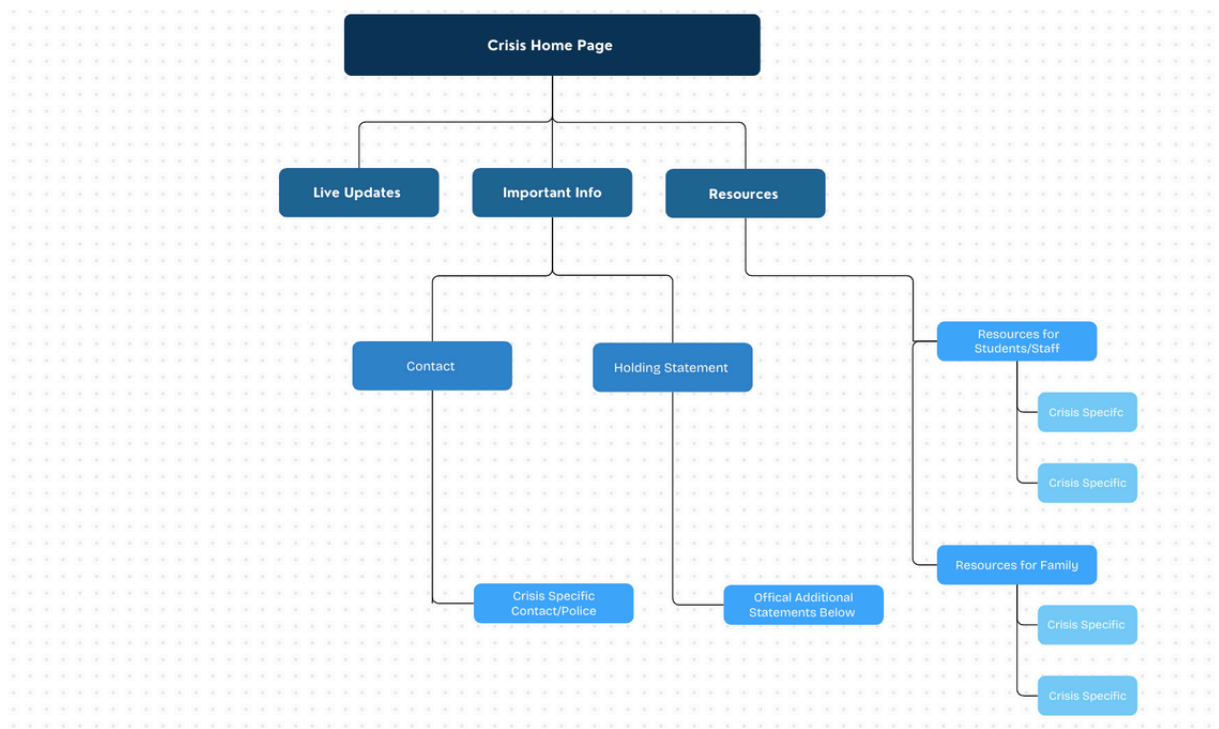 Crisis Home Page
Live Updates
Important Info
Resources
Resources for
Students/Staff
Contact
Holding Statement
Crisis Specifc
Crisis Specific
Resources for Family
Crisis Specific
Contact/Police
Offical Additional
Statements Below
Crisis Specific
Crisis Specific